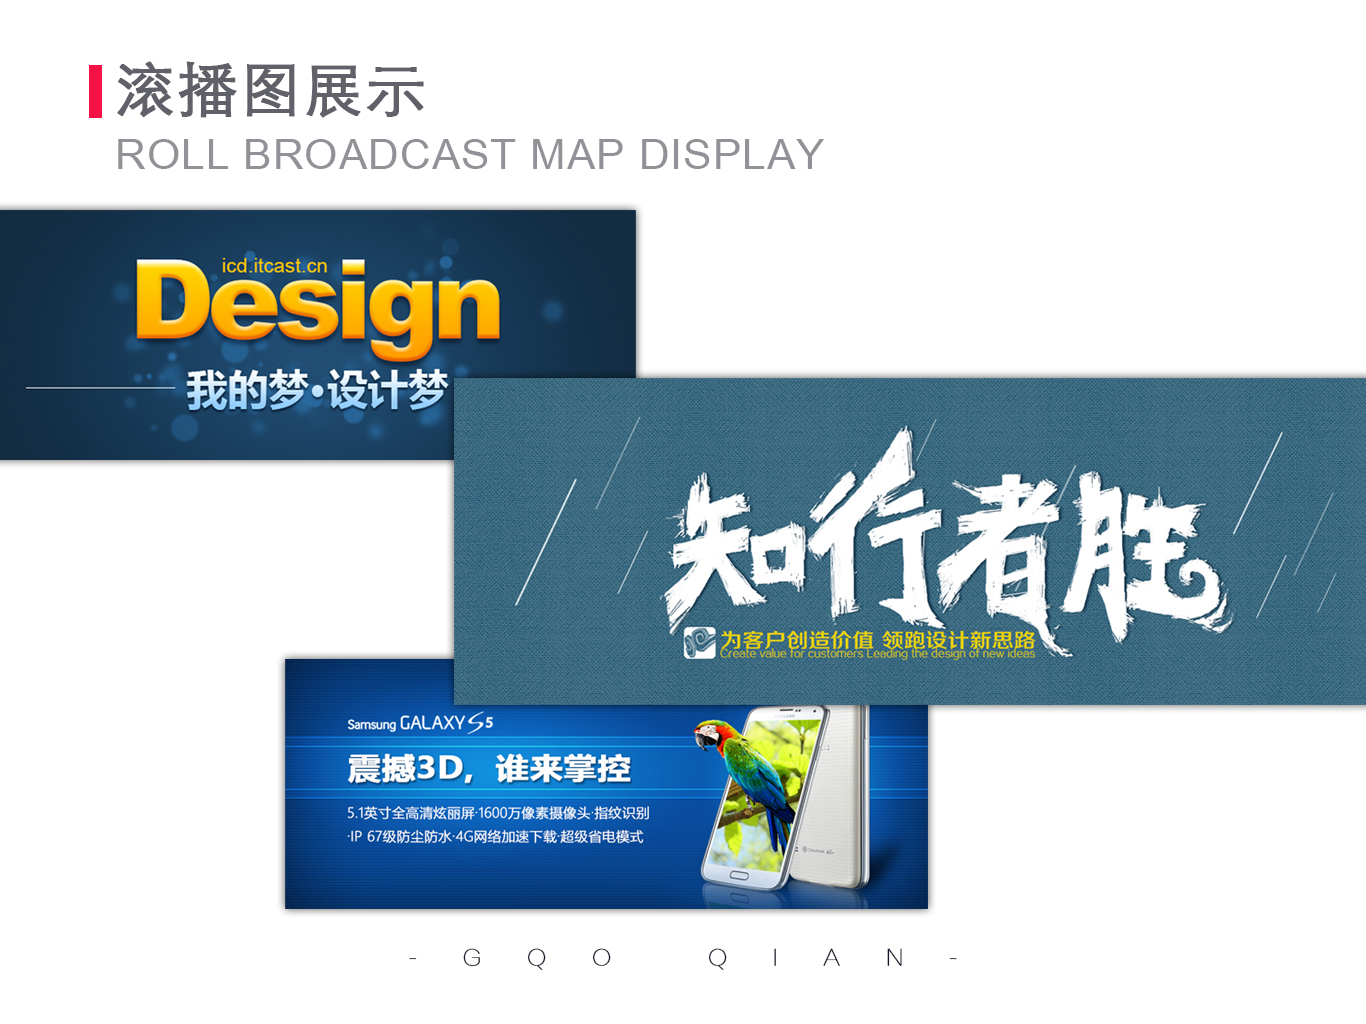 滚播图展示
ROLL BROADCAST MAP DISPLAY
icd.itcast.cn
Design
我的梦·设计梦
知行者胜
为客户创造价值 领跑设计新思路
Create value for customers Leading the design of new ideas
Samsung GALAXY S5
震撼3D，谁来掌控
5.1英寸全高清炫丽屏·1600万像素摄像头·指纹识别
·IP 67级防尘防水·4G网络加速下载·超级省电模式
- GQO QIAN -